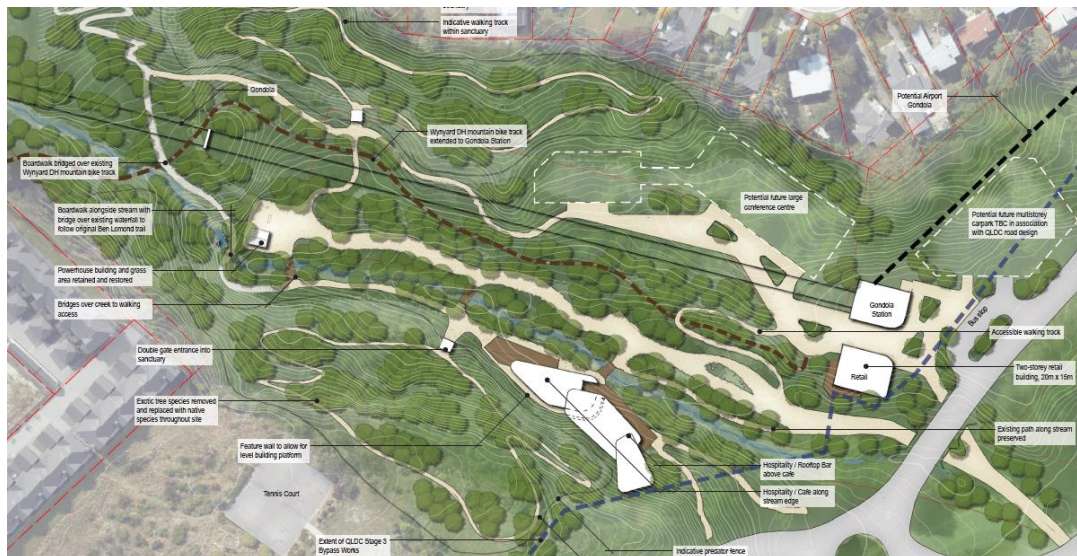 Indicative walking track
within sanctuary
Gondola
Potential Airport
Gondola
Wynyard DH mountain bike track
extended to Gondola Station
Boardwalk bridged over existing
Wynyard DH mountain bike track
Potential future large
conference centre
Potential future multistorey
carpark TBC in association
with QLDC road design
Boardwalk alongside stream with
bridge over existing waterfall to
follow original Ben Lomond trail
Powerhouse building and grass
area retained and restored
Bridges over creek to walking
access
Gondola
Station
Bus stop
Accessible walking track
Double gate entrance into
sanctuary
Retail
Two-storey retail
building, 20m x 15m
Exotic tree species removed
and replaced with native
species throughout site
Existing path along stream
preserved
Feature wall to allow for
level building platform
Hospitality / Rooftop Bar
above cafe
Hospitality / Cafe along
stream edge
Tennis Court
Extent of QLDC Stage 3
Bypass Works
Indicative predator fence